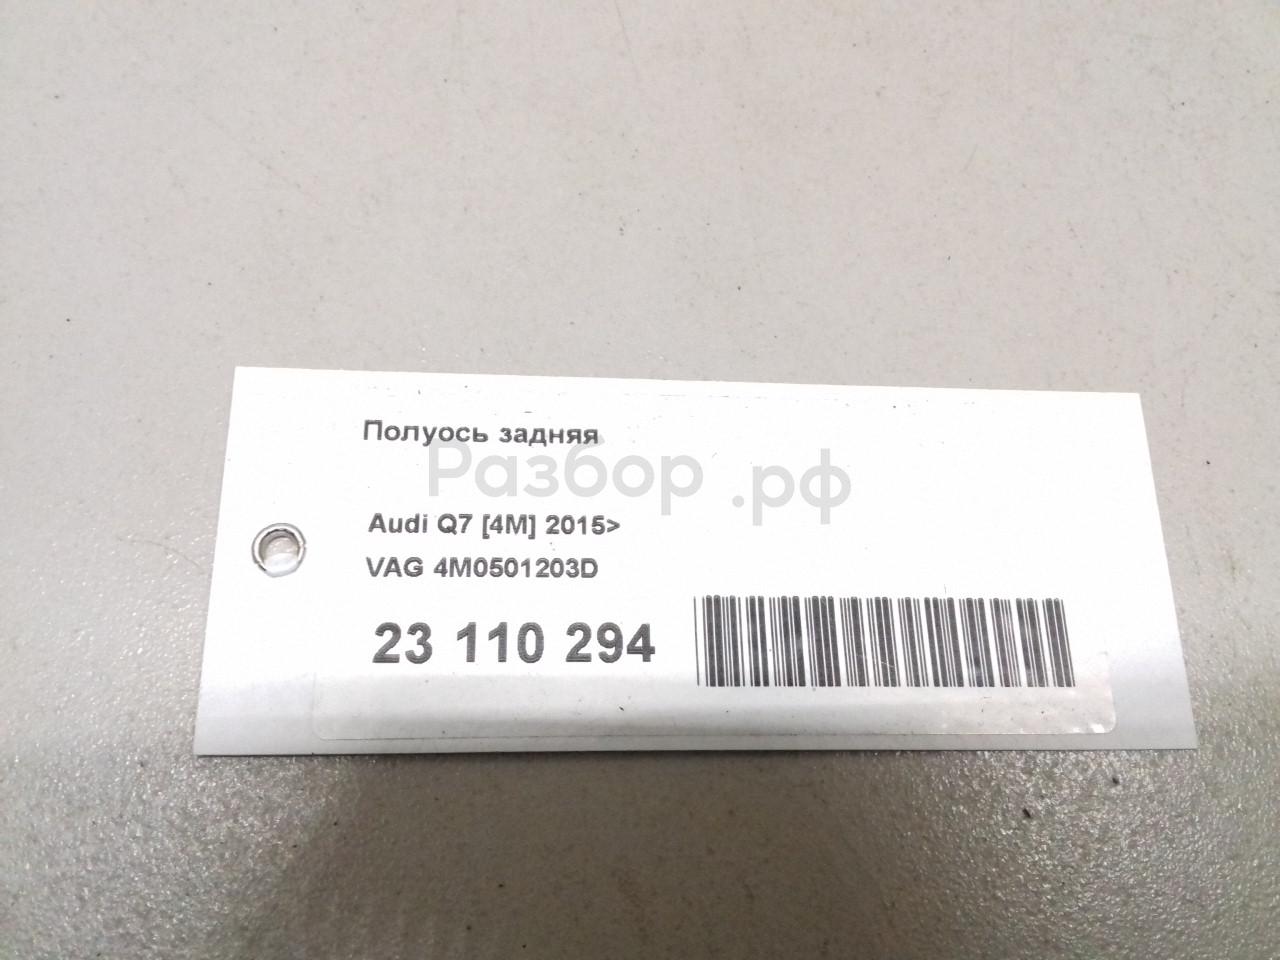 Полуось задняя
Разбор.рф
Audi Q7 [4M] 2015>
VAG 4M0501203D
23 110 294